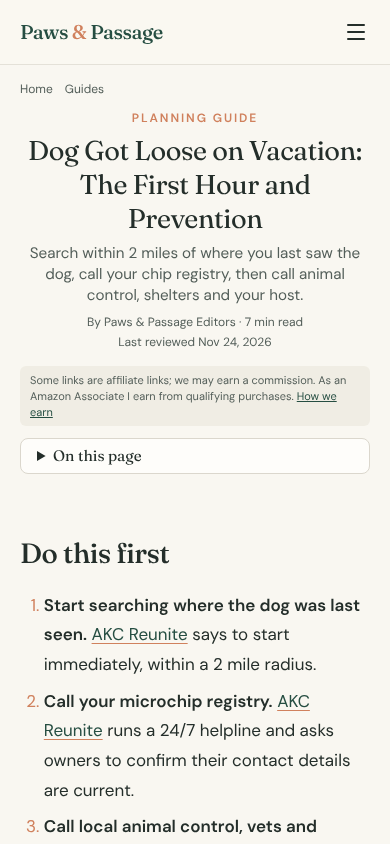 Paws & Passage
Home Guides
PLANNING GUIDE
Dog Got Loose on Vacation:
The First Hour and
Prevention
Search within 2 miles of where you last saw the
dog, call your chip registry, then call animal
control, shelters and your host.
By Paws & Passage Editors · 7 min read
Last reviewed Nov 24, 2026
Some links are affiliate links; we may earn a commission. As an
Amazon Associate I earn from qualifying purchases. How we
earn
On this page
Do this first
1. Start searching where the dog was last
seen. AKC Reunite says to start
immediately, within a 2 mile radius.
2. Call your microchip registry. AKC
Reunite runs a 24/7 helpline and asks
owners to confirm their contact details
are current.
3. Call local animal control, vets and